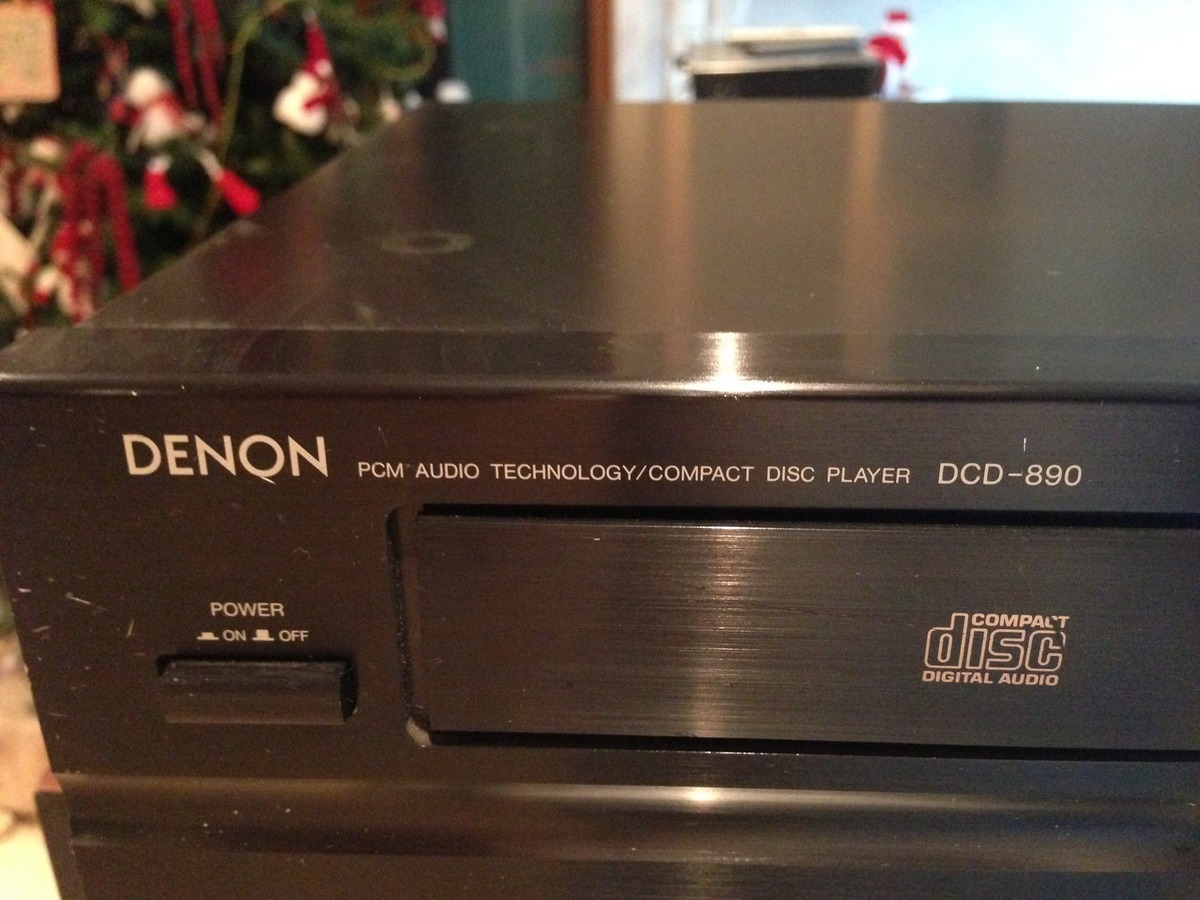 DENON PCM AUDIO TECHNOLOGY/COMPACT DISC PLAYER DCD-890
POWER
ON OFF
COMPACT
disc
DIGITAL AUDIO